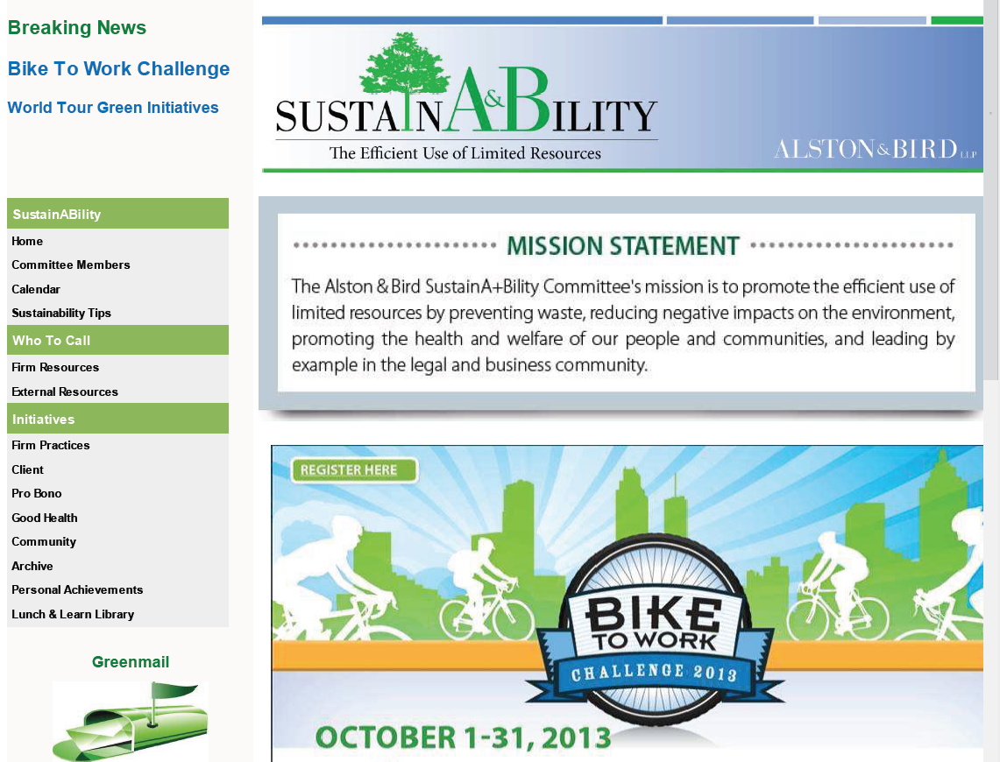 Breaking News
Bike To Work Challenge
World Tour Green Initiatives
SustainABility
Home
Committee Members
Calendar
Sustainability Tips
Who To Call
Firm Resources
External Resources
Initiatives
Firm Practices
Client
Pro Bono
Good Health
Community
Archive
Personal Achievements
Lunch & Learn Library
Greenmail
SUSTAINA&BILITY
The Efficient Use of Limited Resources
ALSTON&BIRD LLP
MISSION STATEMENT
The Alston & Bird SustainA+Bility Committee's mission is to promote the efficient use of
limited resources by preventing waste, reducing negative impacts on the environment,
promoting the health and welfare of our people and communities, and leading by
example in the legal and business community.
REGISTER HERE
BIKE
TO WORK
CHALLENGE 2013
OCTOBER 1-31, 2013